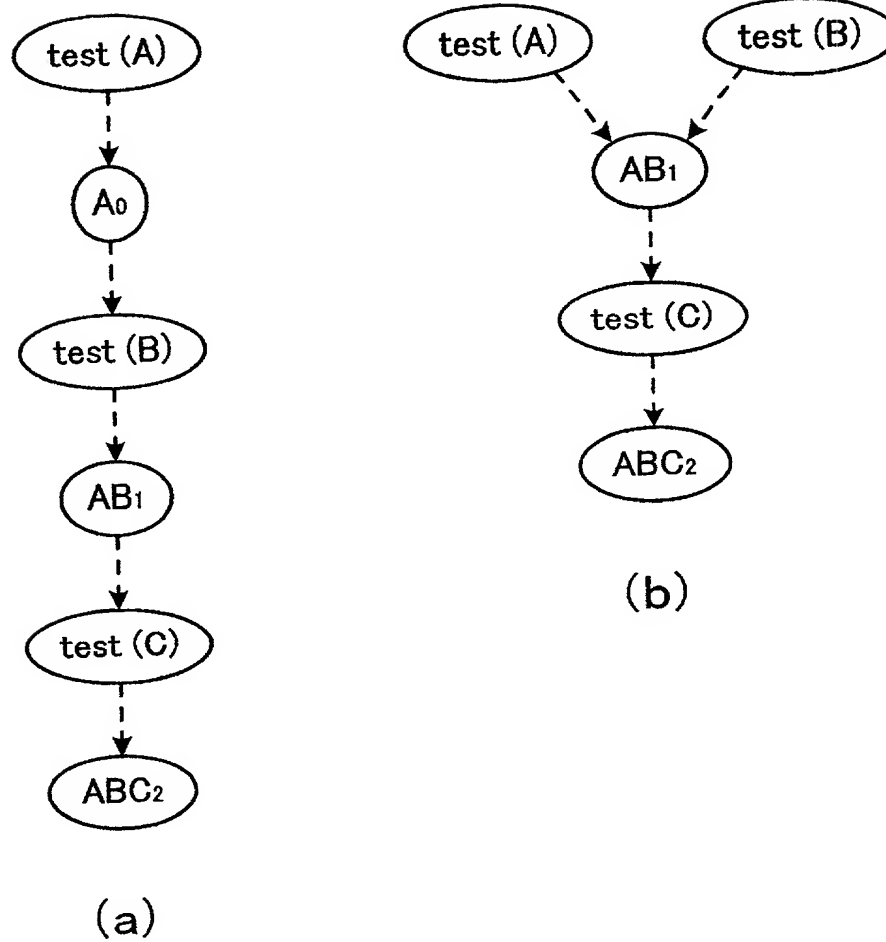 test (A)
A₀
test (B)
AB₁
test (C)
ABC₂
(a)
test (A)
test (B)
AB₁
test (C)
ABC₂
(b)